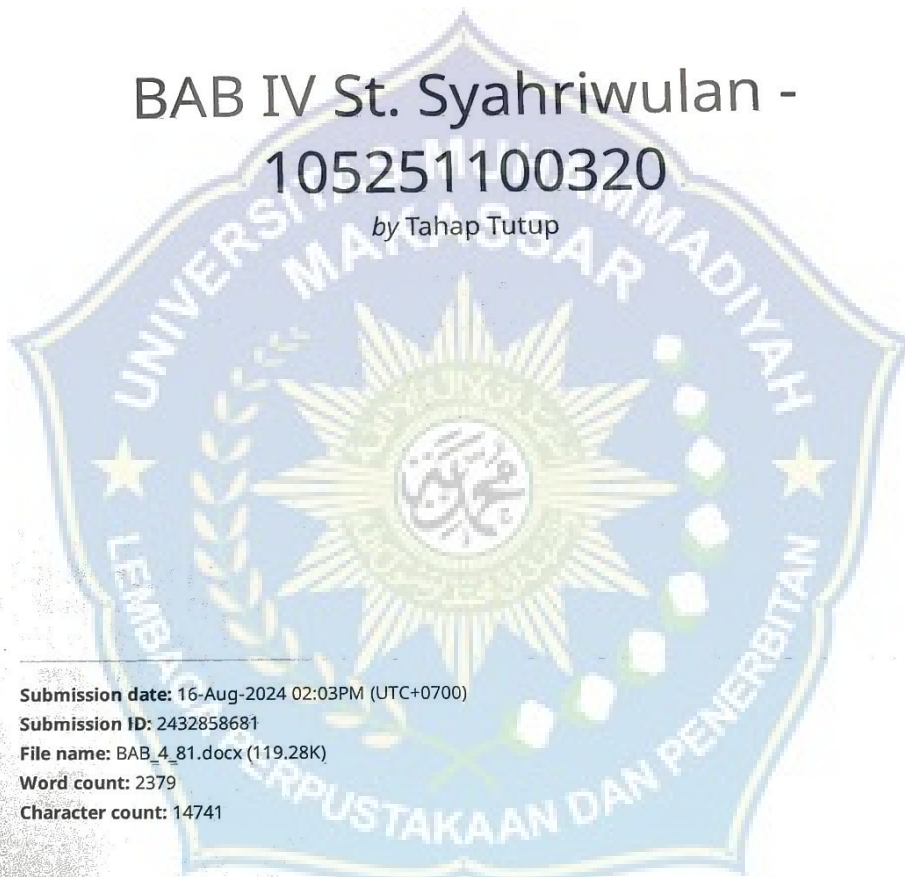 BAB IV St. Syahriwulan -
105251100320
by Tahap Tutup
UNIVERSITAS MUHAMMADIYAH
MAKASSAR
LEMBAGA PERPUSTAKAAN DAN PENERBITAN
Submission date: 16-Aug-2024 02:03PM (UTC+0700)
Submission ID: 2432858681
File name: BAB_4_81.docx (119.28K)
Word count: 2379
Character count: 14741